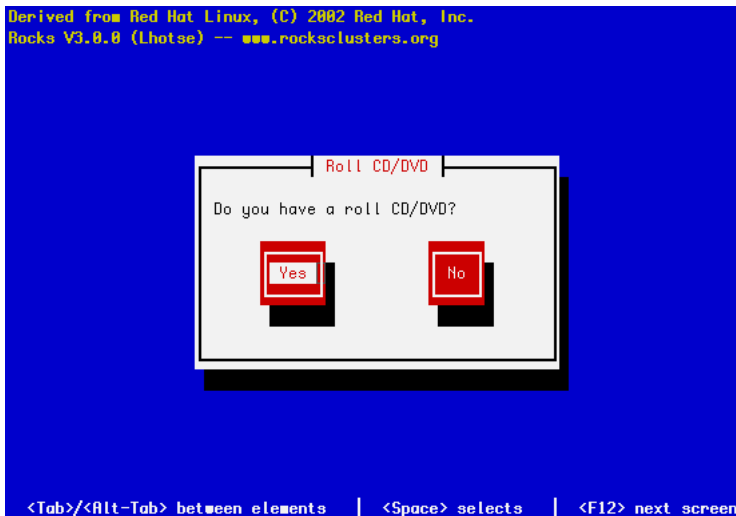 Derived from Red Hat Linux, (C) 2002 Red Hat, Inc.
Rocks V3.0.0 (Lhotse) -- www.rocksclusters.org
Roll CD/DVD
Do you have a roll CD/DVD?
Yes No
<Tab>/<Alt-Tab> between elements | <Space> selects | <F12> next screen